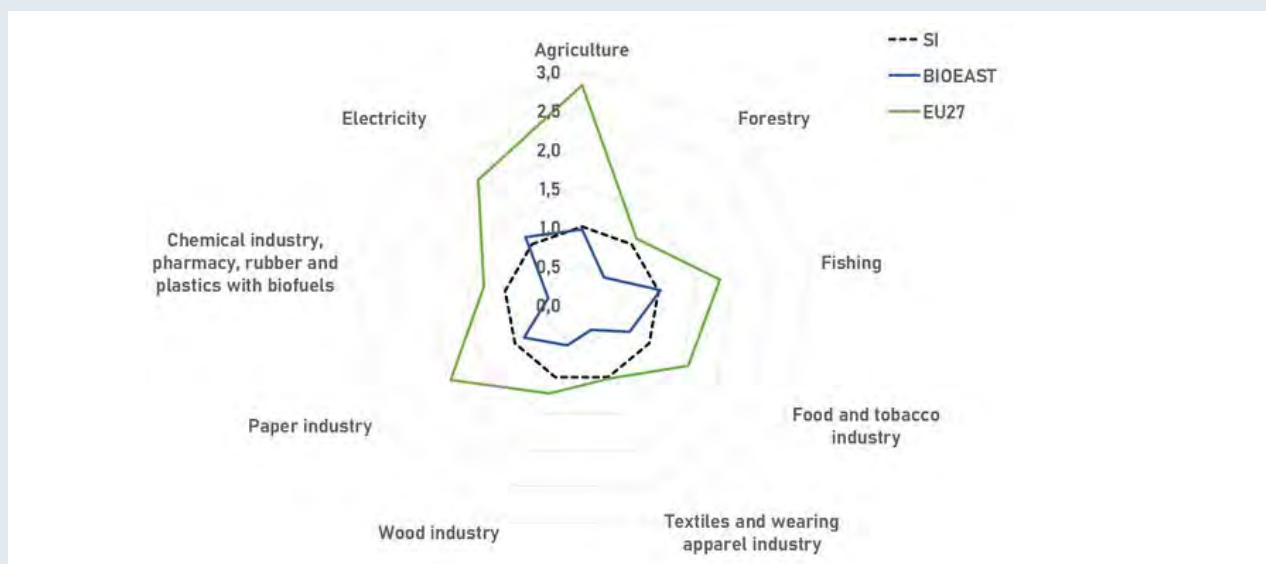 Agriculture
3,0
2,5
2,0
1,5
1,0
0,5
0,0
SI
BIOEAST
EU27
Electricity
Forestry
Chemical industry,
pharmacy, rubber and
plastics with biofuels
Fishing
Paper industry
Food and tobacco
industry
Wood industry
Textiles and wearing
apparel industry